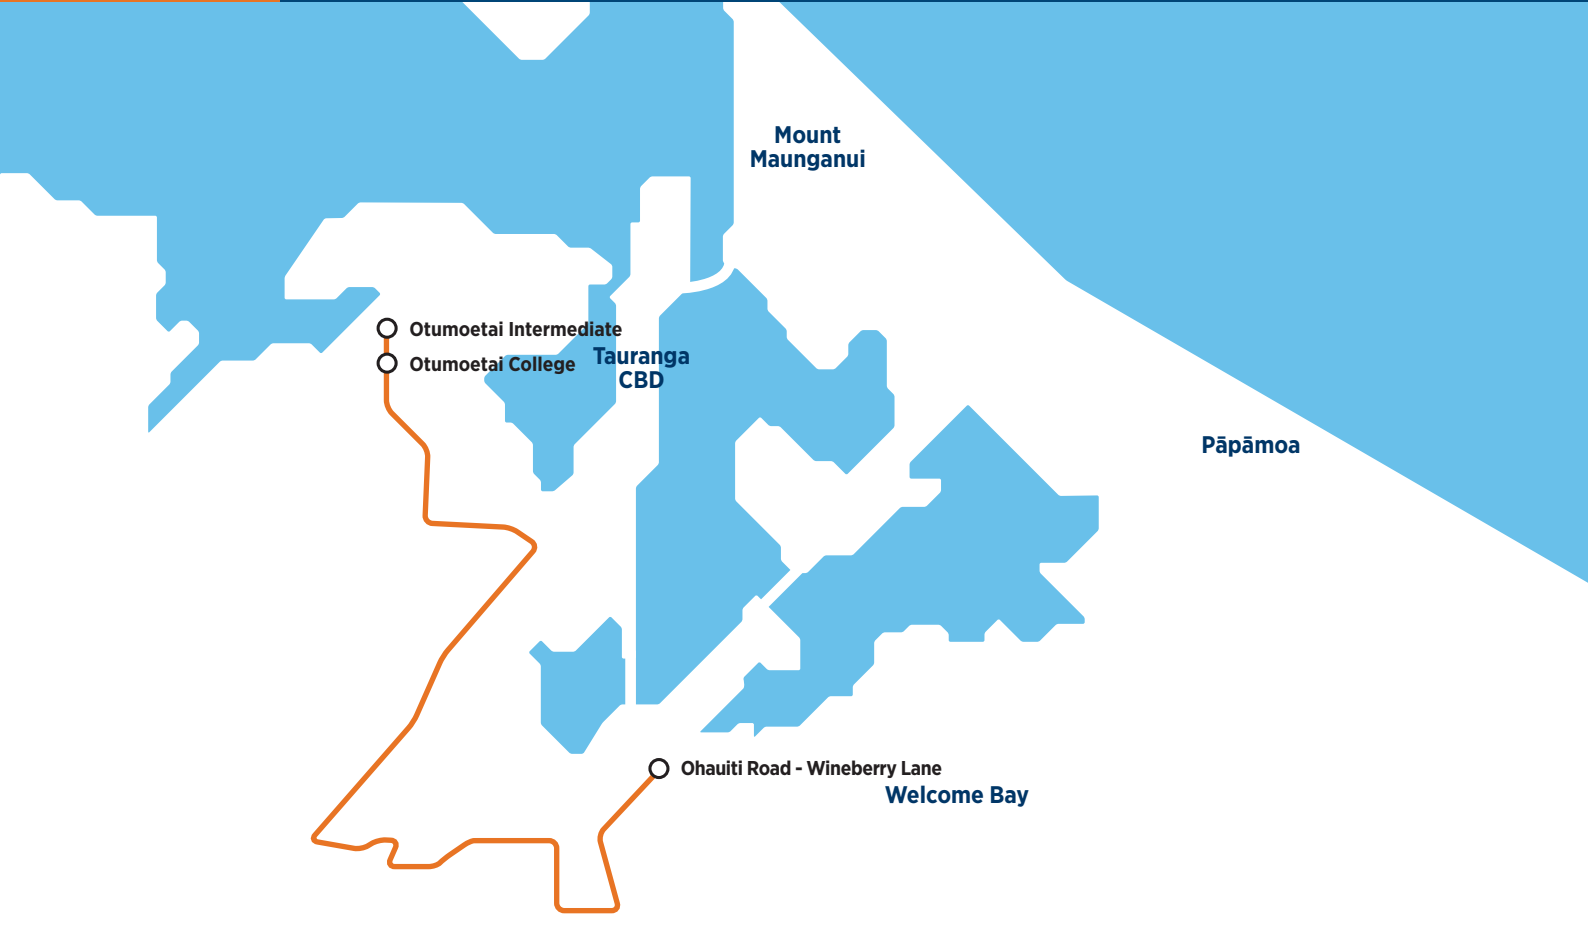 Mount
Maunganui
Otumoetai Intermediate
Tauranga
CBD
Otumoetai College
Pāpāmoa
Ohauiti Road - Wineberry Lane
Welcome Bay